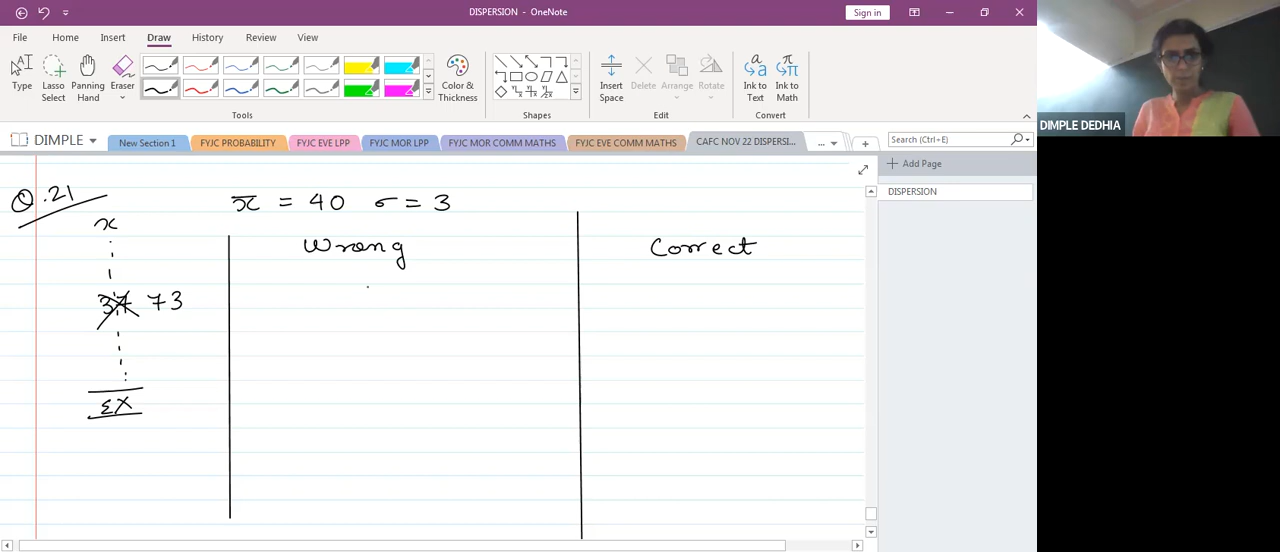 DISPERSION - OneNote
Sign in
File Home Insert Draw History Review View
Type
Lasso Select
Panning Hand
Eraser
Color & Thickness
Insert Space
Delete
Arrange
Rotate
Ink to Text
Ink to Math
Tools
Shapes
Edit
Convert
DIMPLE New Section 1 FYJC PROBABILITY FYJC EVE LPP FYJC MOR LPP FYJC MOR COMM MATHS FYJC EVE COMM MATHS CAFC NOV 22 DISPERSI... ... + Search (Ctrl+E)
DIMPLE DEDHIA
+ Add Page
DISPERSION
Q.21 x̄ = 40 σ = 3
x
Wrong Correct
37 73
Σx